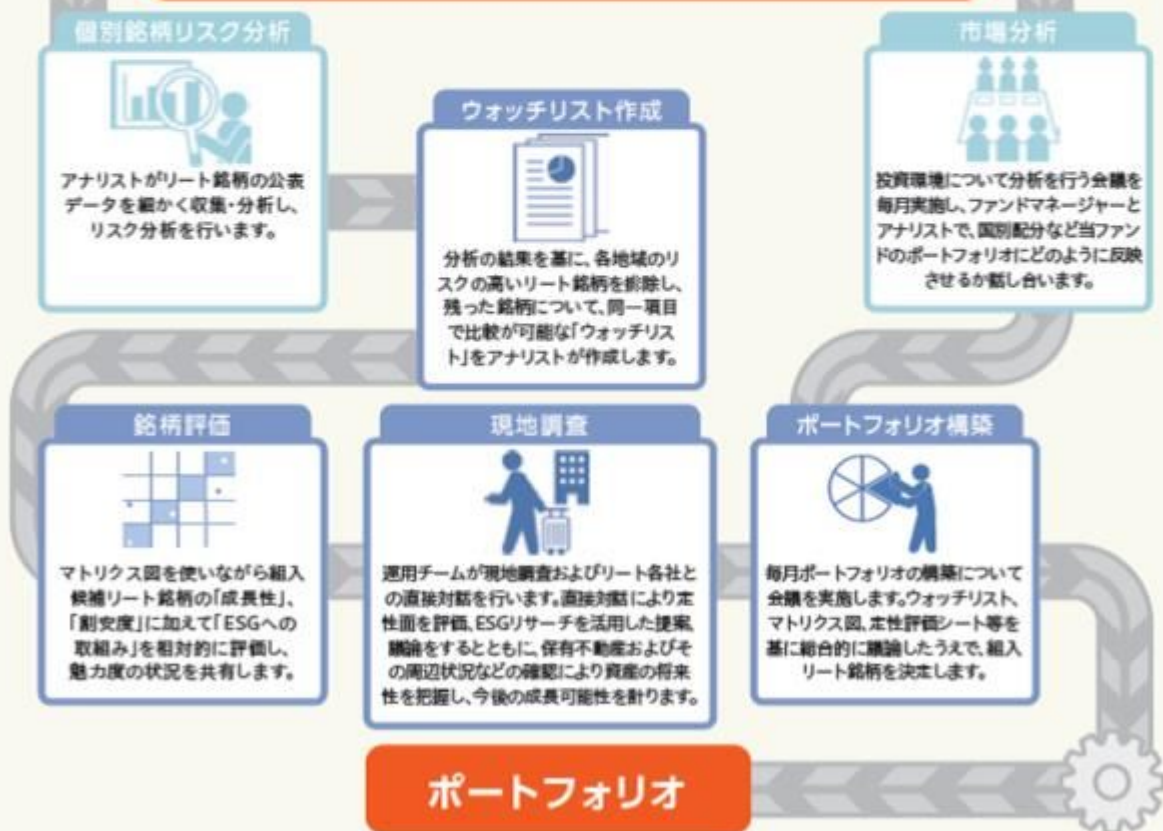 個別銘柄リスク分析
アナリストがリート銘柄の公表
データを細かく収集・分析し、
リスク分析を行います。
ウォッチリスト作成
分析の結果を基に、各地域のリ
スクの高いリート銘柄を排除し、
残った銘柄について、同一項目
で比較が可能な「ウォッチリス
ト」をアナリストが作成します。
市場分析
投資環境について分析を行う会議を
毎月実施し、ファンドマネージャーと
アナリストで、国別配分など当ファン
ドのポートフォリオにどのように反映
させるか話し合います。
銘柄評価
マトリクス図を使いながら組入
候補リート銘柄の「成長性」、
「割安度」に加えて「ESGへの
取組み」を相対的に評価し、
魅力度の状況を共有します。
現地調査
運用チームが現地調査およびリート各社と
の直接対話を行います。直接対話により定
性面を評価、ESGリサーチを活用した提案、
議論をするとともに、保有不動産およびそ
の周辺状況などの確認により資産の将来
性を把握し、今後の成長可能性を計ります。
ポートフォリオ構築
毎月ポートフォリオの構築について
会議を実施します。ウォッチリスト、
マトリクス図、定性評価シート等を
基に総合的に議論したうえで、組入
リート銘柄を決定します。
ポートフォリオ